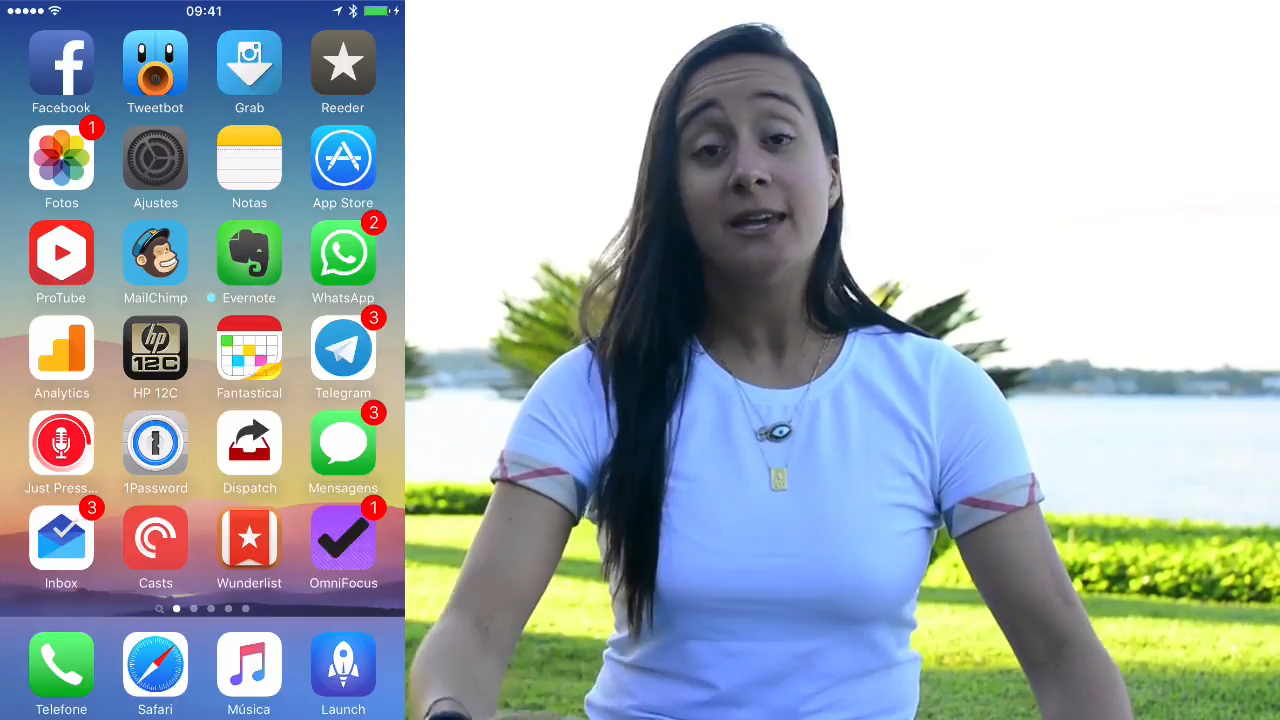 09:41
Facebook Tweetbot Grab Reeder
1
Fotos Ajustes Notas App Store
2
ProTube MailChimp Evernote WhatsApp
hp
12C
3
Analytics HP 12C Fantastical Telegram
3
Just Press... 1Password Dispatch Mensagens
3 1
Inbox Casts Wunderlist OmniFocus
Telefone Safari Música Launch